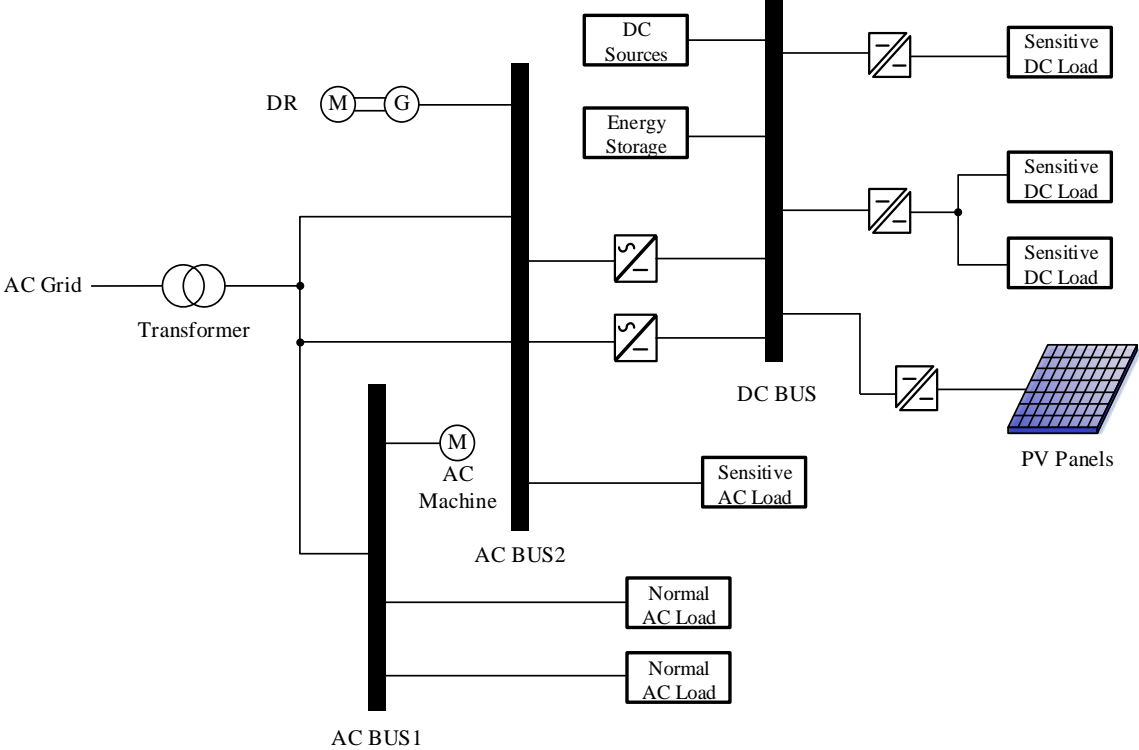 DC
Sources
Sensitive
DC Load
DR
M
G
Energy
Storage
Sensitive
DC Load
Sensitive
DC Load
AC Grid
Transformer
DC BUS
M
AC
Machine
PV Panels
Sensitive
AC Load
AC BUS2
Normal
AC Load
Normal
AC Load
AC BUS1